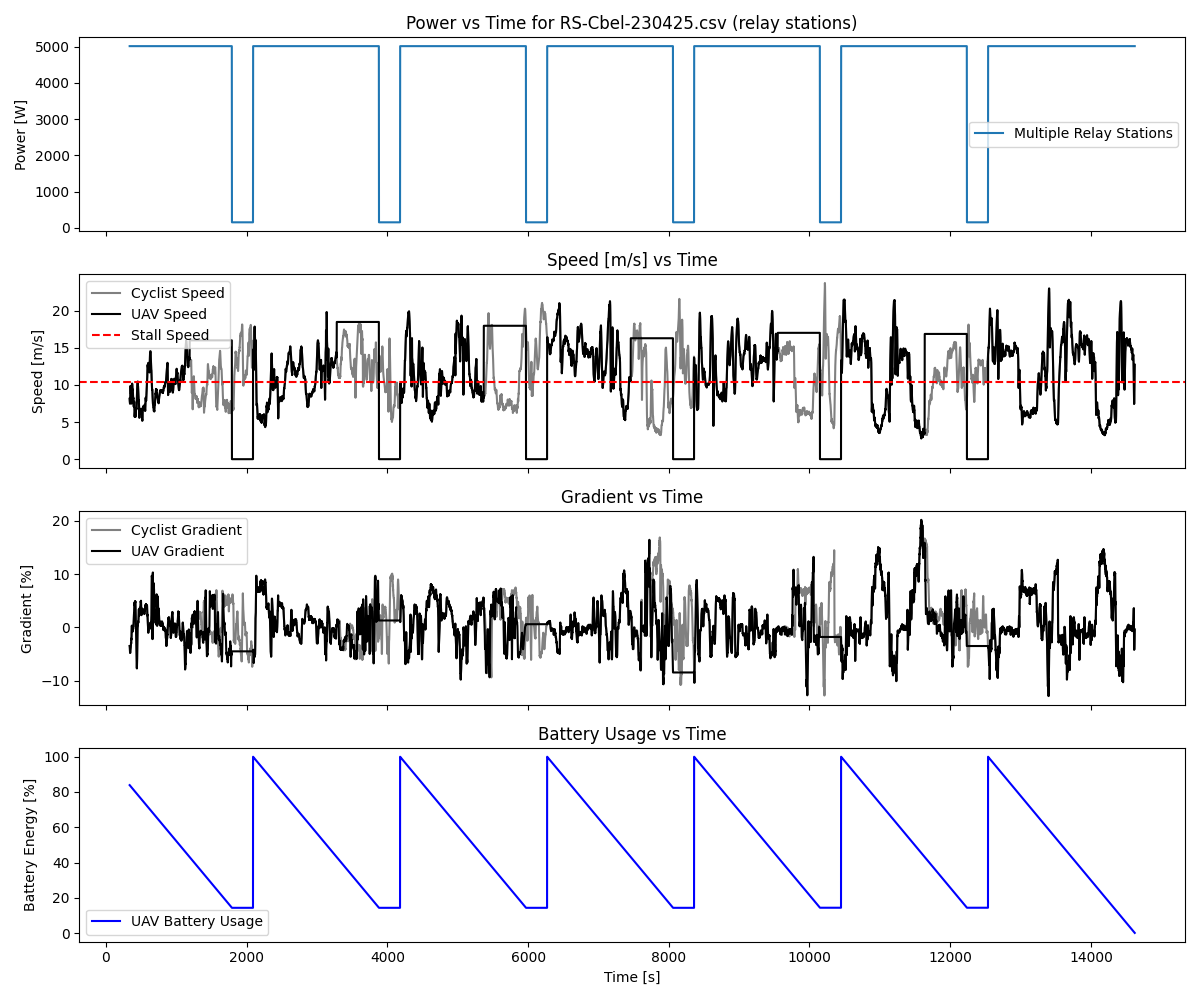 Power vs Time for RS-Cbel-230425.csv (relay stations)
5000
4000
3000
2000
1000
0
Power [W]
Multiple Relay Stations
Speed [m/s] vs Time
20
15
10
5
0
Speed [m/s]
Cyclist Speed
UAV Speed
Stall Speed
Gradient vs Time
20
10
0
−10
Gradient [%]
Cyclist Gradient
UAV Gradient
Battery Usage vs Time
100
80
60
40
20
0
Battery Energy [%]
UAV Battery Usage
0 2000 4000 6000 8000 10000 12000 14000
Time [s]